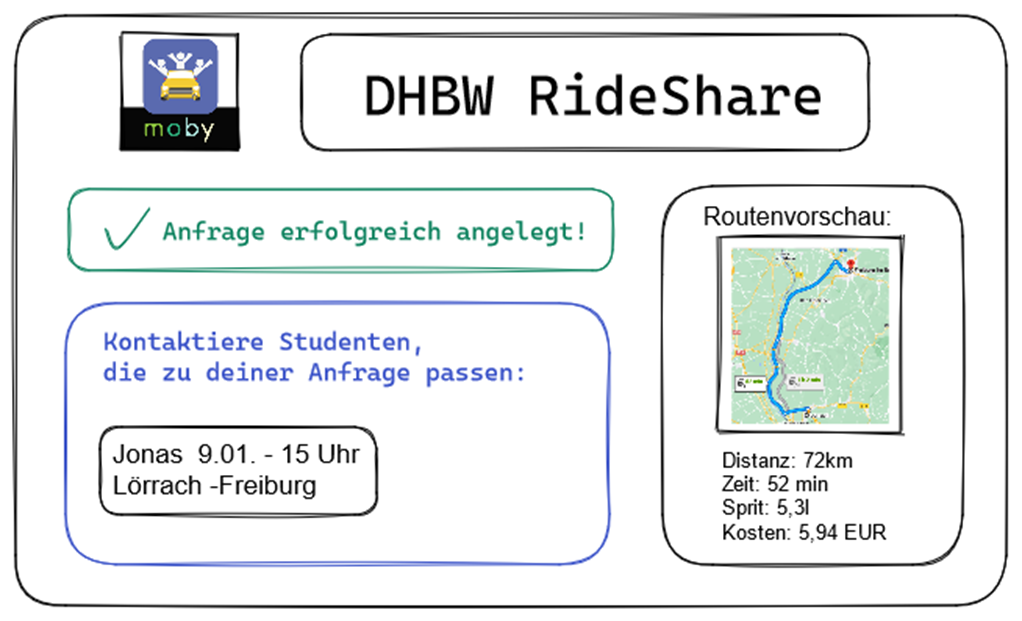 moby
DHBW RideShare
Anfrage erfolgreich angelegt!
Kontaktiere Studenten,
die zu deiner Anfrage passen:
Jonas 9.01. - 15 Uhr
Lörrach -Freiburg
Routenvorschau:
Distanz: 72km
Zeit: 52 min
Sprit: 5,3l
Kosten: 5,94 EUR